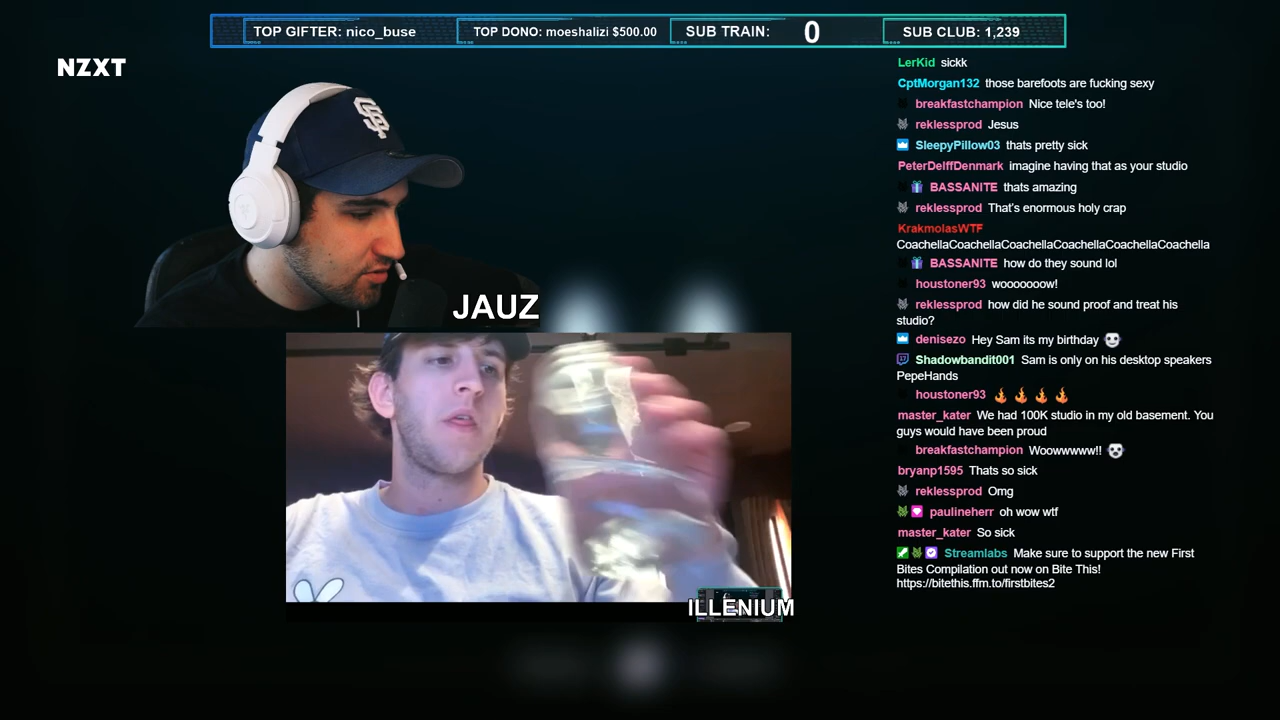 TOP GIFTER: nico_buse
TOP DONO: moeshalizi $500.00
SUB TRAIN: 0
SUB CLUB: 1,239
NZXT
SF
JAUZ
ILLENIUM
LerKid sickk
CptMorgan132 those barefoots are fucking sexy
breakfastchampion Nice tele's too!
reklessprod Jesus
SleepyPillow03 thats pretty sick
PeterDelffDenmark imagine having that as your studio
BASSANITE thats amazing
reklessprod That's enormous holy crap
KrakmolasWTF
CoachellaCoachellaCoachellaCoachellaCoachellaCoachella
BASSANITE how do they sound lol
houstoner93 wooooooow!
reklessprod how did he sound proof and treat his
studio?
denisezo Hey Sam its my birthday
Shadowbandit001 Sam is only on his desktop speakers
PepeHands
houstoner93
master_kater We had 100K studio in my old basement. You
guys would have been proud
breakfastchampion Woowwwww!!
bryanp1595 Thats so sick
reklessprod Omg
paulineherr oh wow wtf
master_kater So sick
Streamlabs Make sure to support the new First
Bites Compilation out now on Bite This!
https://bitethis.ffm.to/firstbites2